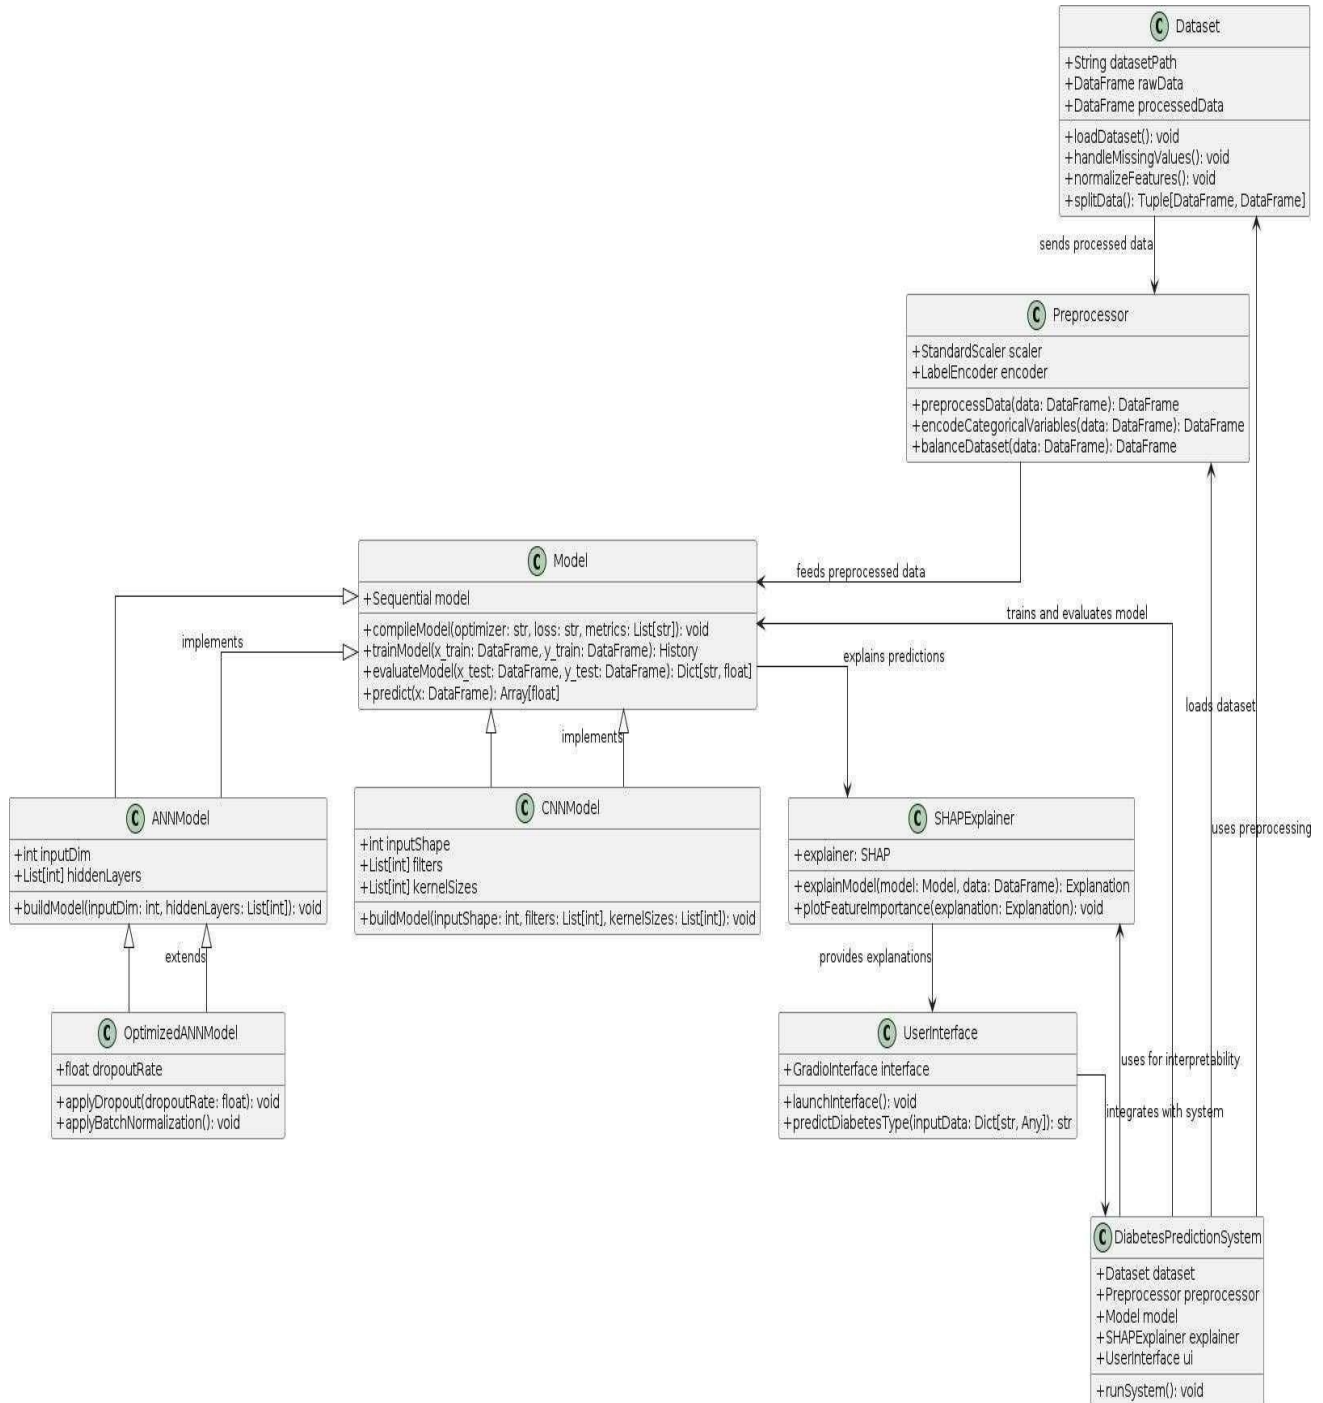 C Dataset
+String datasetPath
+DataFrame rawData
+DataFrame processedData
+loadDataset(): void
+handleMissingValues(): void
+normalizeFeatures(): void
+splitData(): Tuple[DataFrame, DataFrame]
sends processed data
C Preprocessor
+StandardScaler scaler
+LabelEncoder encoder
+preprocessData(data: DataFrame): DataFrame
+encodeCategoricalVariables(data: DataFrame): DataFrame
+balanceDataset(data: DataFrame): DataFrame
C Model
+Sequential model
+compileModel(optimizer: str, loss: str, metrics: List[str]): void
+trainModel(x_train: DataFrame, y_train: DataFrame): History
+evaluateModel(x_test: DataFrame, y_test: DataFrame): Dict[str, float]
+predict(x: DataFrame): Array[float]
feeds preprocessed data
trains and evaluates model
implements
explains predictions
loads dataset
implements
C ANNModel
+int inputDim
+List[int] hiddenLayers
+buildModel(inputDim: int, hiddenLayers: List[int]): void
C CNNModel
+int inputShape
+List[int] filters
+List[int] kernelSizes
+buildModel(inputShape: int, filters: List[int], kernelSizes: List[int]): void
C SHAPExplainer
+explainer: SHAP
+explainModel(model: Model, data: DataFrame): Explanation
+plotFeatureImportance(explanation: Explanation): void
uses preprocessing
extends
provides explanations
C OptimizedANNModel
+float dropoutRate
+applyDropout(dropoutRate: float): void
+applyBatchNormalization(): void
C UserInterface
+GradioInterface interface
+launchInterface(): void
+predictDiabetesType(inputData: Dict[str, Any]): str
uses for interpretability
integrates with system
C DiabetesPredictionSystem
+Dataset dataset
+Preprocessor preprocessor
+Model model
+SHAPExplainer explainer
+UserInterface ui
+runSystem(): void